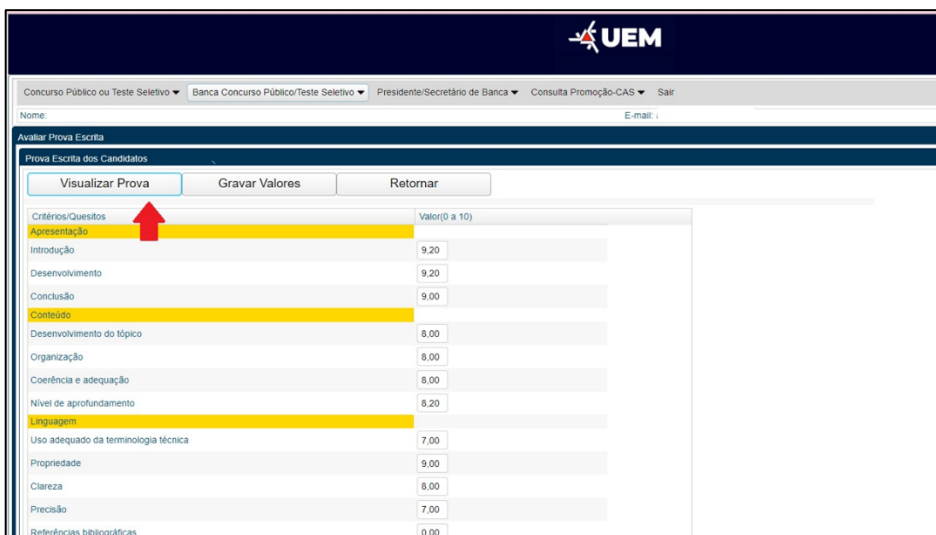 UEM
Concurso Público ou Teste Seletivo Banca Concurso Público/Teste Seletivo Presidente/Secretário de Banca Consulta Promoção-CAS Sair
Nome: E-mail:
Avaliar Prova Escrita
Prova Escrita dos Candidatos
Visualizar Prova Gravar Valores Retornar
Critérios/Quesitos Valor(0 a 10)
Apresentação
Introdução 9,20
Desenvolvimento 9,20
Conclusão 9,00
Conteúdo
Desenvolvimento do tópico 8,00
Organização 8,00
Coerência e adequação 8,00
Nível de aprofundamento 8,20
Linguagem
Uso adequado da terminologia técnica 7,00
Propriedade 9,00
Clareza 8,00
Precisão 7,00
Referências bibliográficas 0,00